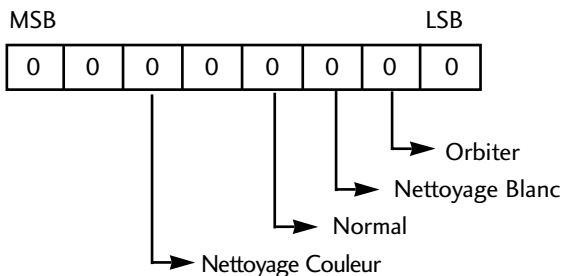 MSB LSB
0 0 0 0 0 0 0 0
Orbiter
Nettoyage Blanc
Normal
Nettoyage Couleur